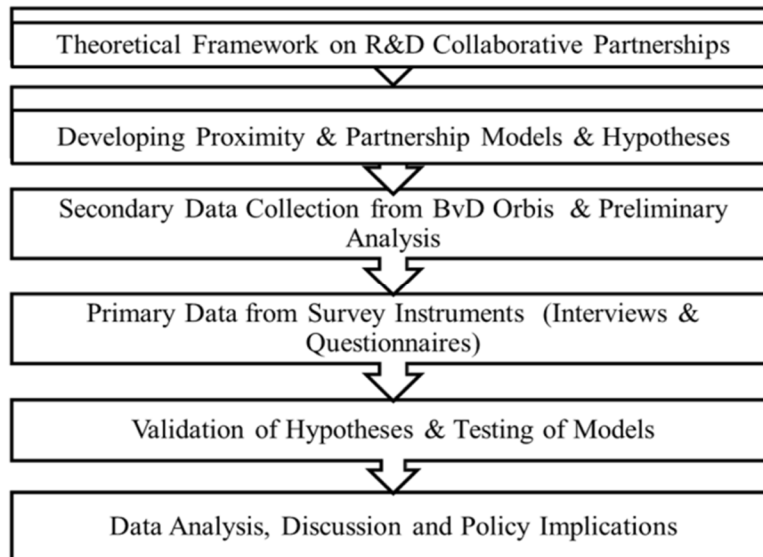 Theoretical Framework on R&D Collaborative Partnerships
Developing Proximity & Partnership Models & Hypotheses
Secondary Data Collection from BvD Orbis & Preliminary
Analysis
Primary Data from Survey Instruments (Interviews &
Questionnaires)
Validation of Hypotheses & Testing of Models
Data Analysis, Discussion and Policy Implications